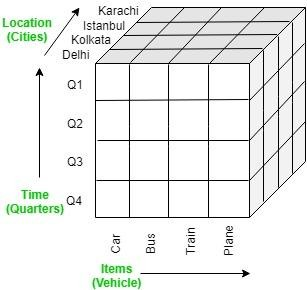 Location
(Cities)
Karachi
Istanbul
Kolkata
Delhi
Q1
Q2
Q3
Q4
Time
(Quarters)
Car
Bus
Train
Plane
Items
(Vehicle)